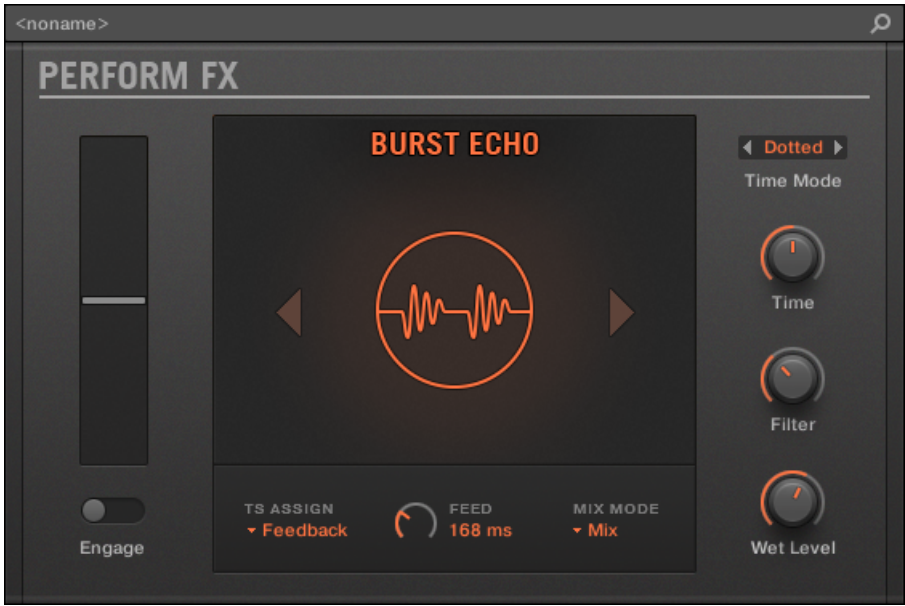 <noname>
PERFORM FX
BURST ECHO
Dotted
Time Mode
Time
Filter
Wet Level
TS ASSIGN
Feedback
FEED
168 ms
MIX MODE
Mix
Engage